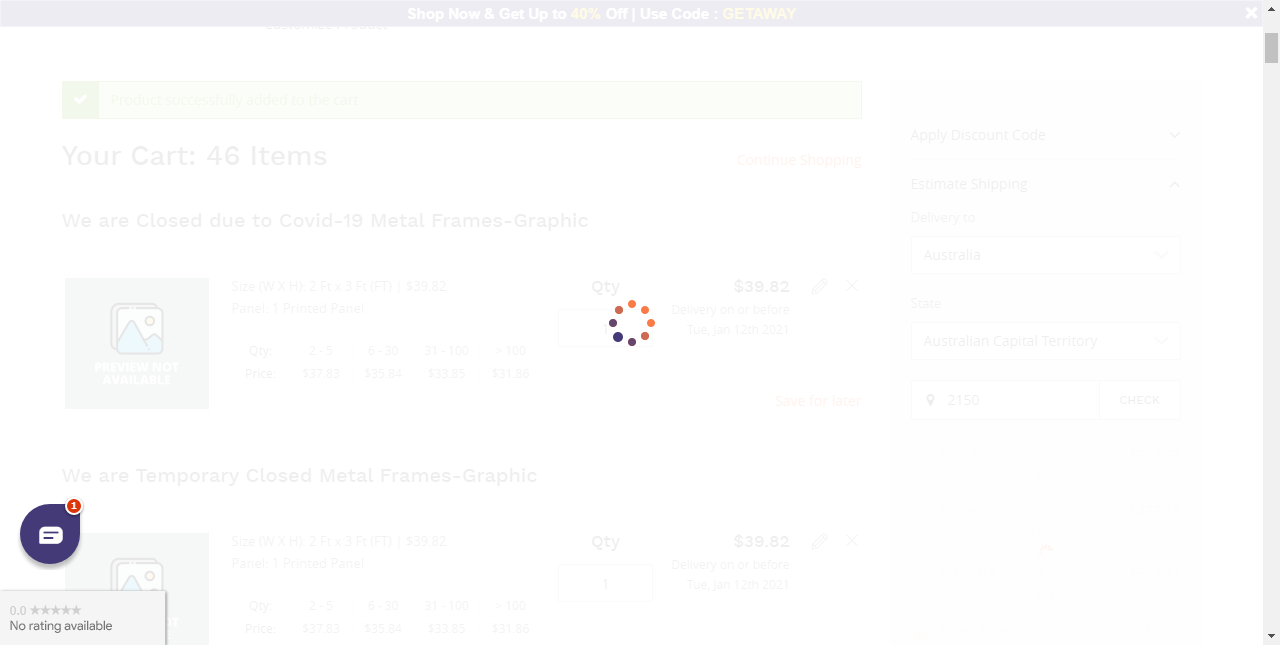 Shop Now & Get Up to 40% Off | Use Code : GETAWAY
Customize Product
Product successfully added to the cart
Your Cart: 46 Items
Continue Shopping
We are Closed due to Covid-19 Metal Frames-Graphic
PREVIEW NOT
AVAILABLE
Size (W X H): 2 Ft x 3 Ft (FT) | $39.82
Panel: 1 Printed Panel
Qty: 2 - 5 6 - 30 31 - 100 > 100
Price: $37.83 $35.84 $33.85 $31.86
Qty
1
$39.82
Delivery on or before
Tue, Jan 12th 2021
Save for later
We are Temporary Closed Metal Frames-Graphic
Size (W X H): 2 Ft x 3 Ft (FT) | $39.82
Panel: 1 Printed Panel
Qty: 2 - 5 6 - 30 31 - 100 > 100
Price: $37.83 $35.84 $33.85 $31.86
Qty
1
$39.82
Delivery on or before
Tue, Jan 12th 2021
Apply Discount Code
Estimate Shipping
Delivery to
Australia
State
Australian Capital Territory
2150
CHECK
1
0.0 ★★★★★
No rating available